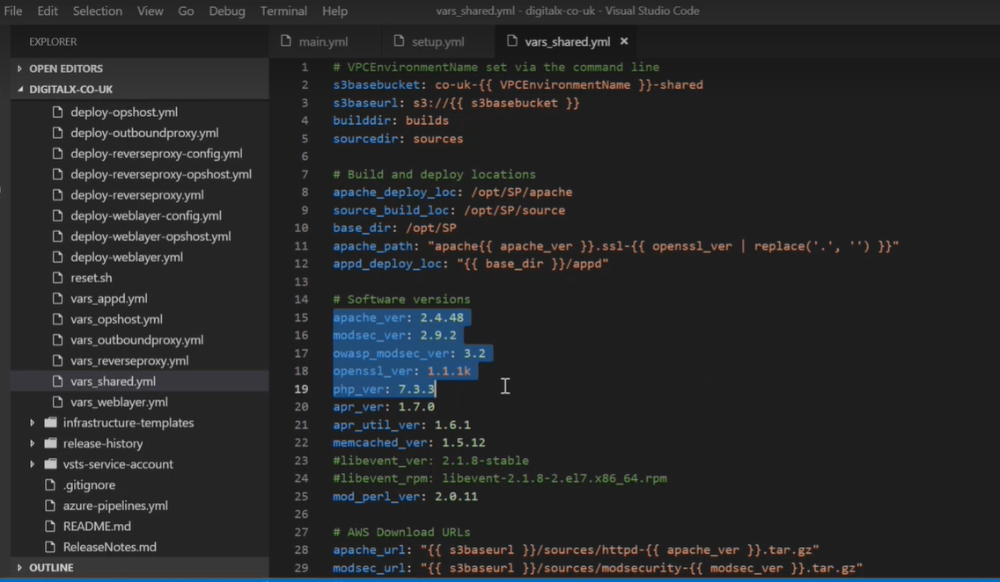 File Edit Selection View Go Debug Terminal Help vars_shared.yml - digitalx-co-uk - Visual Studio Code
EXPLORER
OPEN EDITORS
DIGITALX-CO-UK
deploy-opshost.yml
deploy-outboundproxy.yml
deploy-reverseproxy-config.yml
deploy-reverseproxy-opshost.yml
deploy-reverseproxy.yml
deploy-weblayer-config.yml
deploy-weblayer-opshost.yml
deploy-weblayer.yml
reset.sh
vars_appd.yml
vars_opshost.yml
vars_outboundproxy.yml
vars_reverseproxy.yml
vars_shared.yml
vars_weblayer.yml
infrastructure-templates
release-history
vsts-service-account
.gitignore
azure-pipelines.yml
README.md
ReleaseNotes.md
OUTLINE
main.yml setup.yml vars_shared.yml ×
1 # VPCEnvironmentName set via the command line
2 s3basebucket: co-uk-{{ VPCEnvironmentName }}-shared
3 s3baseurl: s3://{{ s3basebucket }}
4 builddir: builds
5 sourcedir: sources
6
7 # Build and deploy locations
8 apache_deploy_loc: /opt/SP/apache
9 source_build_loc: /opt/SP/source
10 base_dir: /opt/SP
11 apache_path: "apache{{ apache_ver }}.ssl-{{ openssl_ver | replace('.', '') }}"
12 appd_deploy_loc: "{{ base_dir }}/appd"
13
14 # Software versions
15 apache_ver: 2.4.48
16 modsec_ver: 2.9.2
17 owasp_modsec_ver: 3.2
18 openssl_ver: 1.1.1k
19 php_ver: 7.3.3
20 apr_ver: 1.7.0
21 apr_util_ver: 1.6.1
22 memcached_ver: 1.5.12
23 #libevent_ver: 2.1.8-stable
24 #libevent_rpm: libevent-2.1.8-2.el7.x86_64.rpm
25 mod_perl_ver: 2.0.11
26
27 # AWS Download URLs
28 apache_url: "{{ s3baseurl }}/sources/httpd-{{ apache_ver }}.tar.gz"
29 modsec_url: "{{ s3baseurl }}/sources/modsecurity-{{ modsec_ver }}.tar.gz"